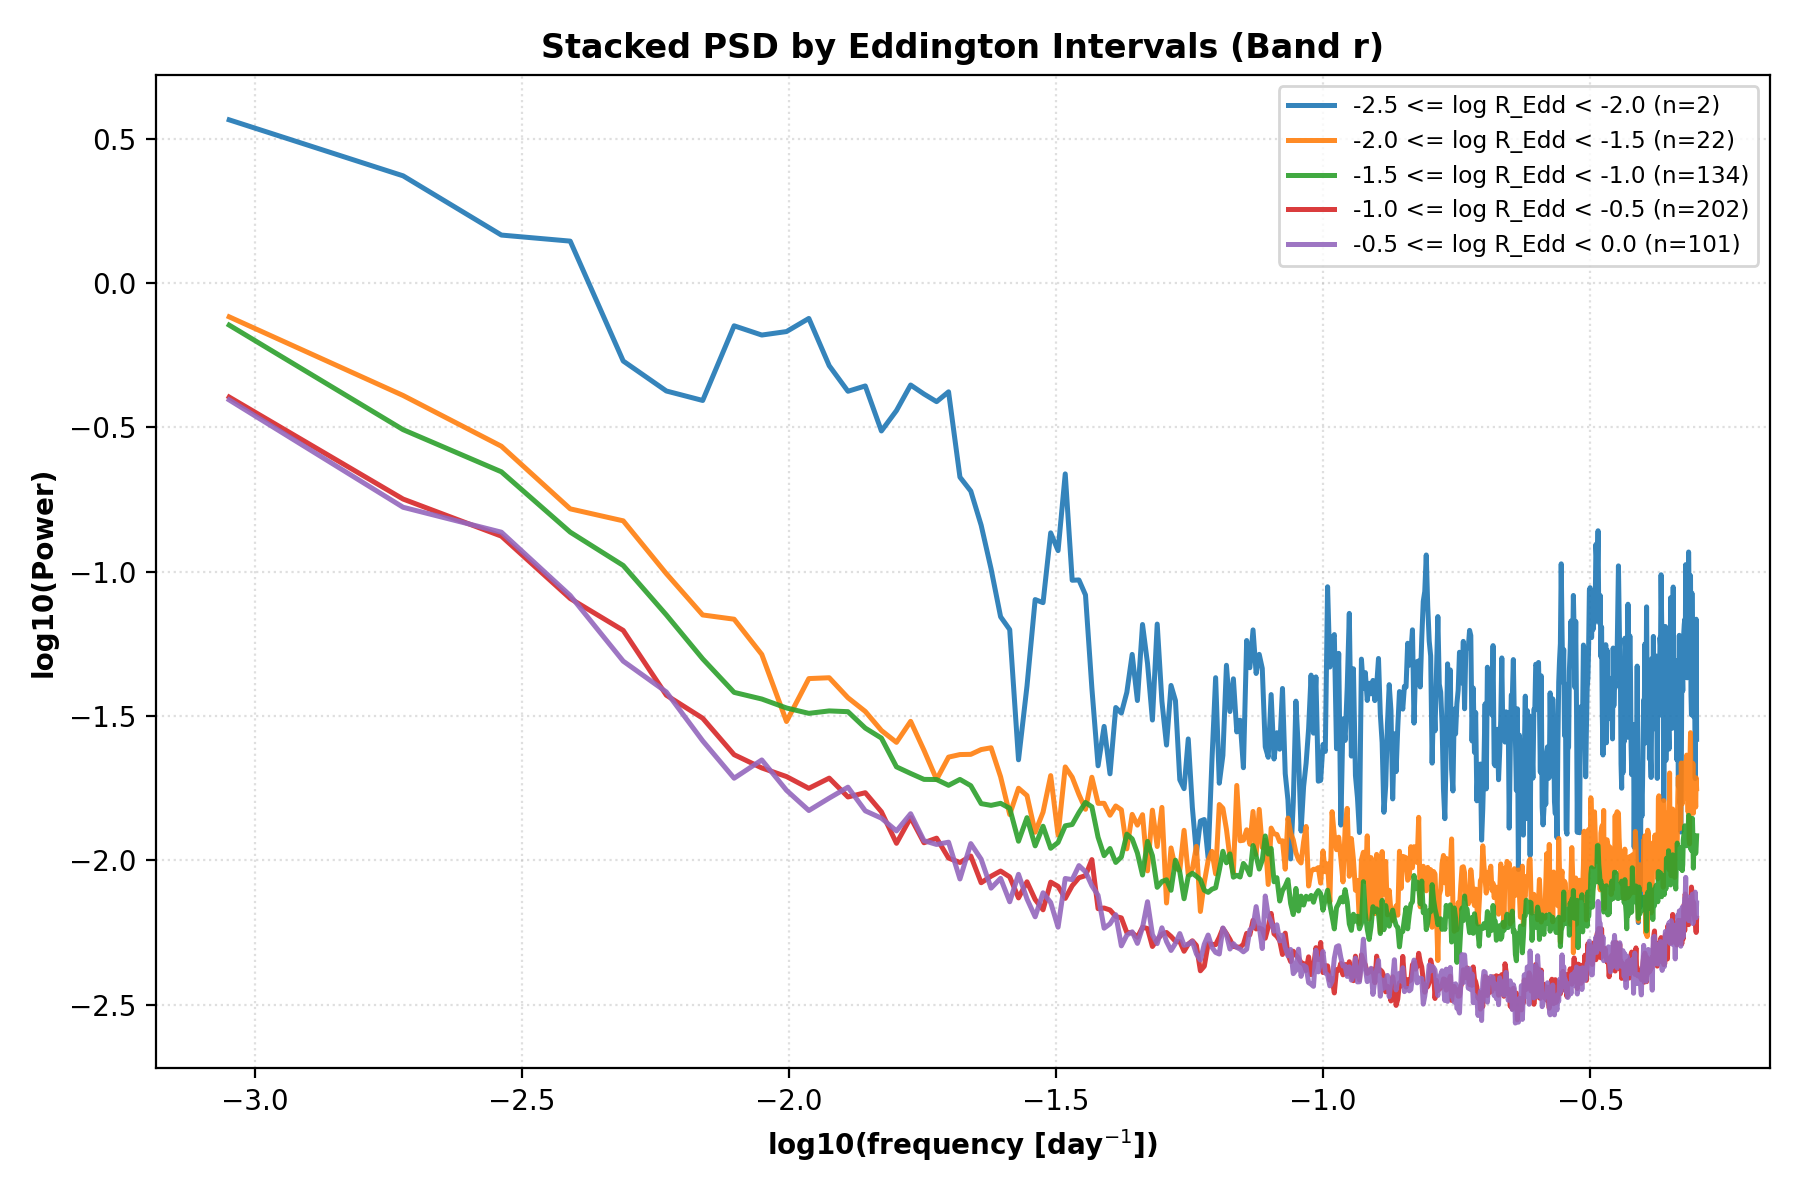 Stacked PSD by Eddington Intervals (Band r)
-2.5 <= log R_Edd < -2.0 (n=2)
-2.0 <= log R_Edd < -1.5 (n=22)
-1.5 <= log R_Edd < -1.0 (n=134)
-1.0 <= log R_Edd < -0.5 (n=202)
-0.5 <= log R_Edd < 0.0 (n=101)
log10(Power)
0.5
0.0
−0.5
−1.0
−1.5
−2.0
−2.5
−3.0 −2.5 −2.0 −1.5 −1.0 −0.5
log10(frequency [day⁻¹])